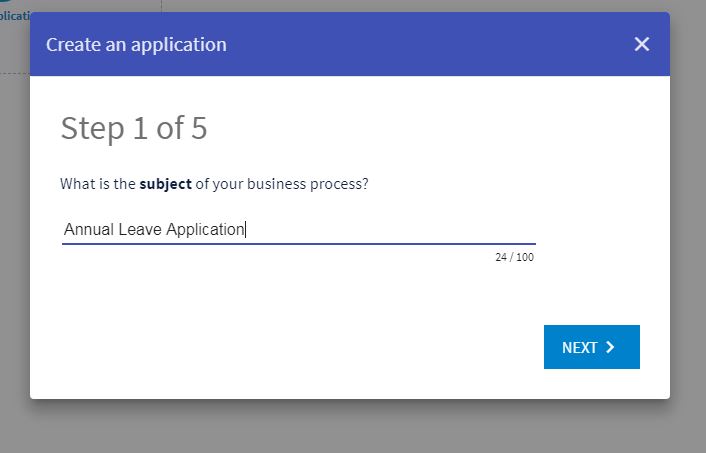 Create an application
Step 1 of 5
What is the subject of your business process?
Annual Leave Application
24 / 100
NEXT